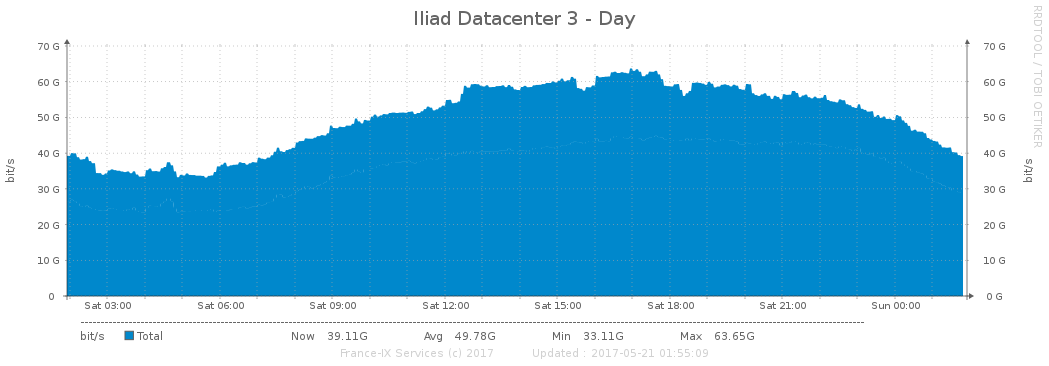 Iliad Datacenter 3 - Day
RRDTOOL / TOBI OETIKER
bit/s
70 G 70 G
60 G 60 G
50 G 50 G
40 G 40 G
30 G 30 G
20 G 20 G
10 G 10 G
0 0 G
bit/s
Sat 03:00 Sat 06:00 Sat 09:00 Sat 12:00 Sat 15:00 Sat 18:00 Sat 21:00 Sun 00:00
bit/s Total Now 39.11G Avg 49.78G Min 33.11G Max 63.65G
France-IX Services (c) 2017 Updated : 2017-05-21 01:55:09